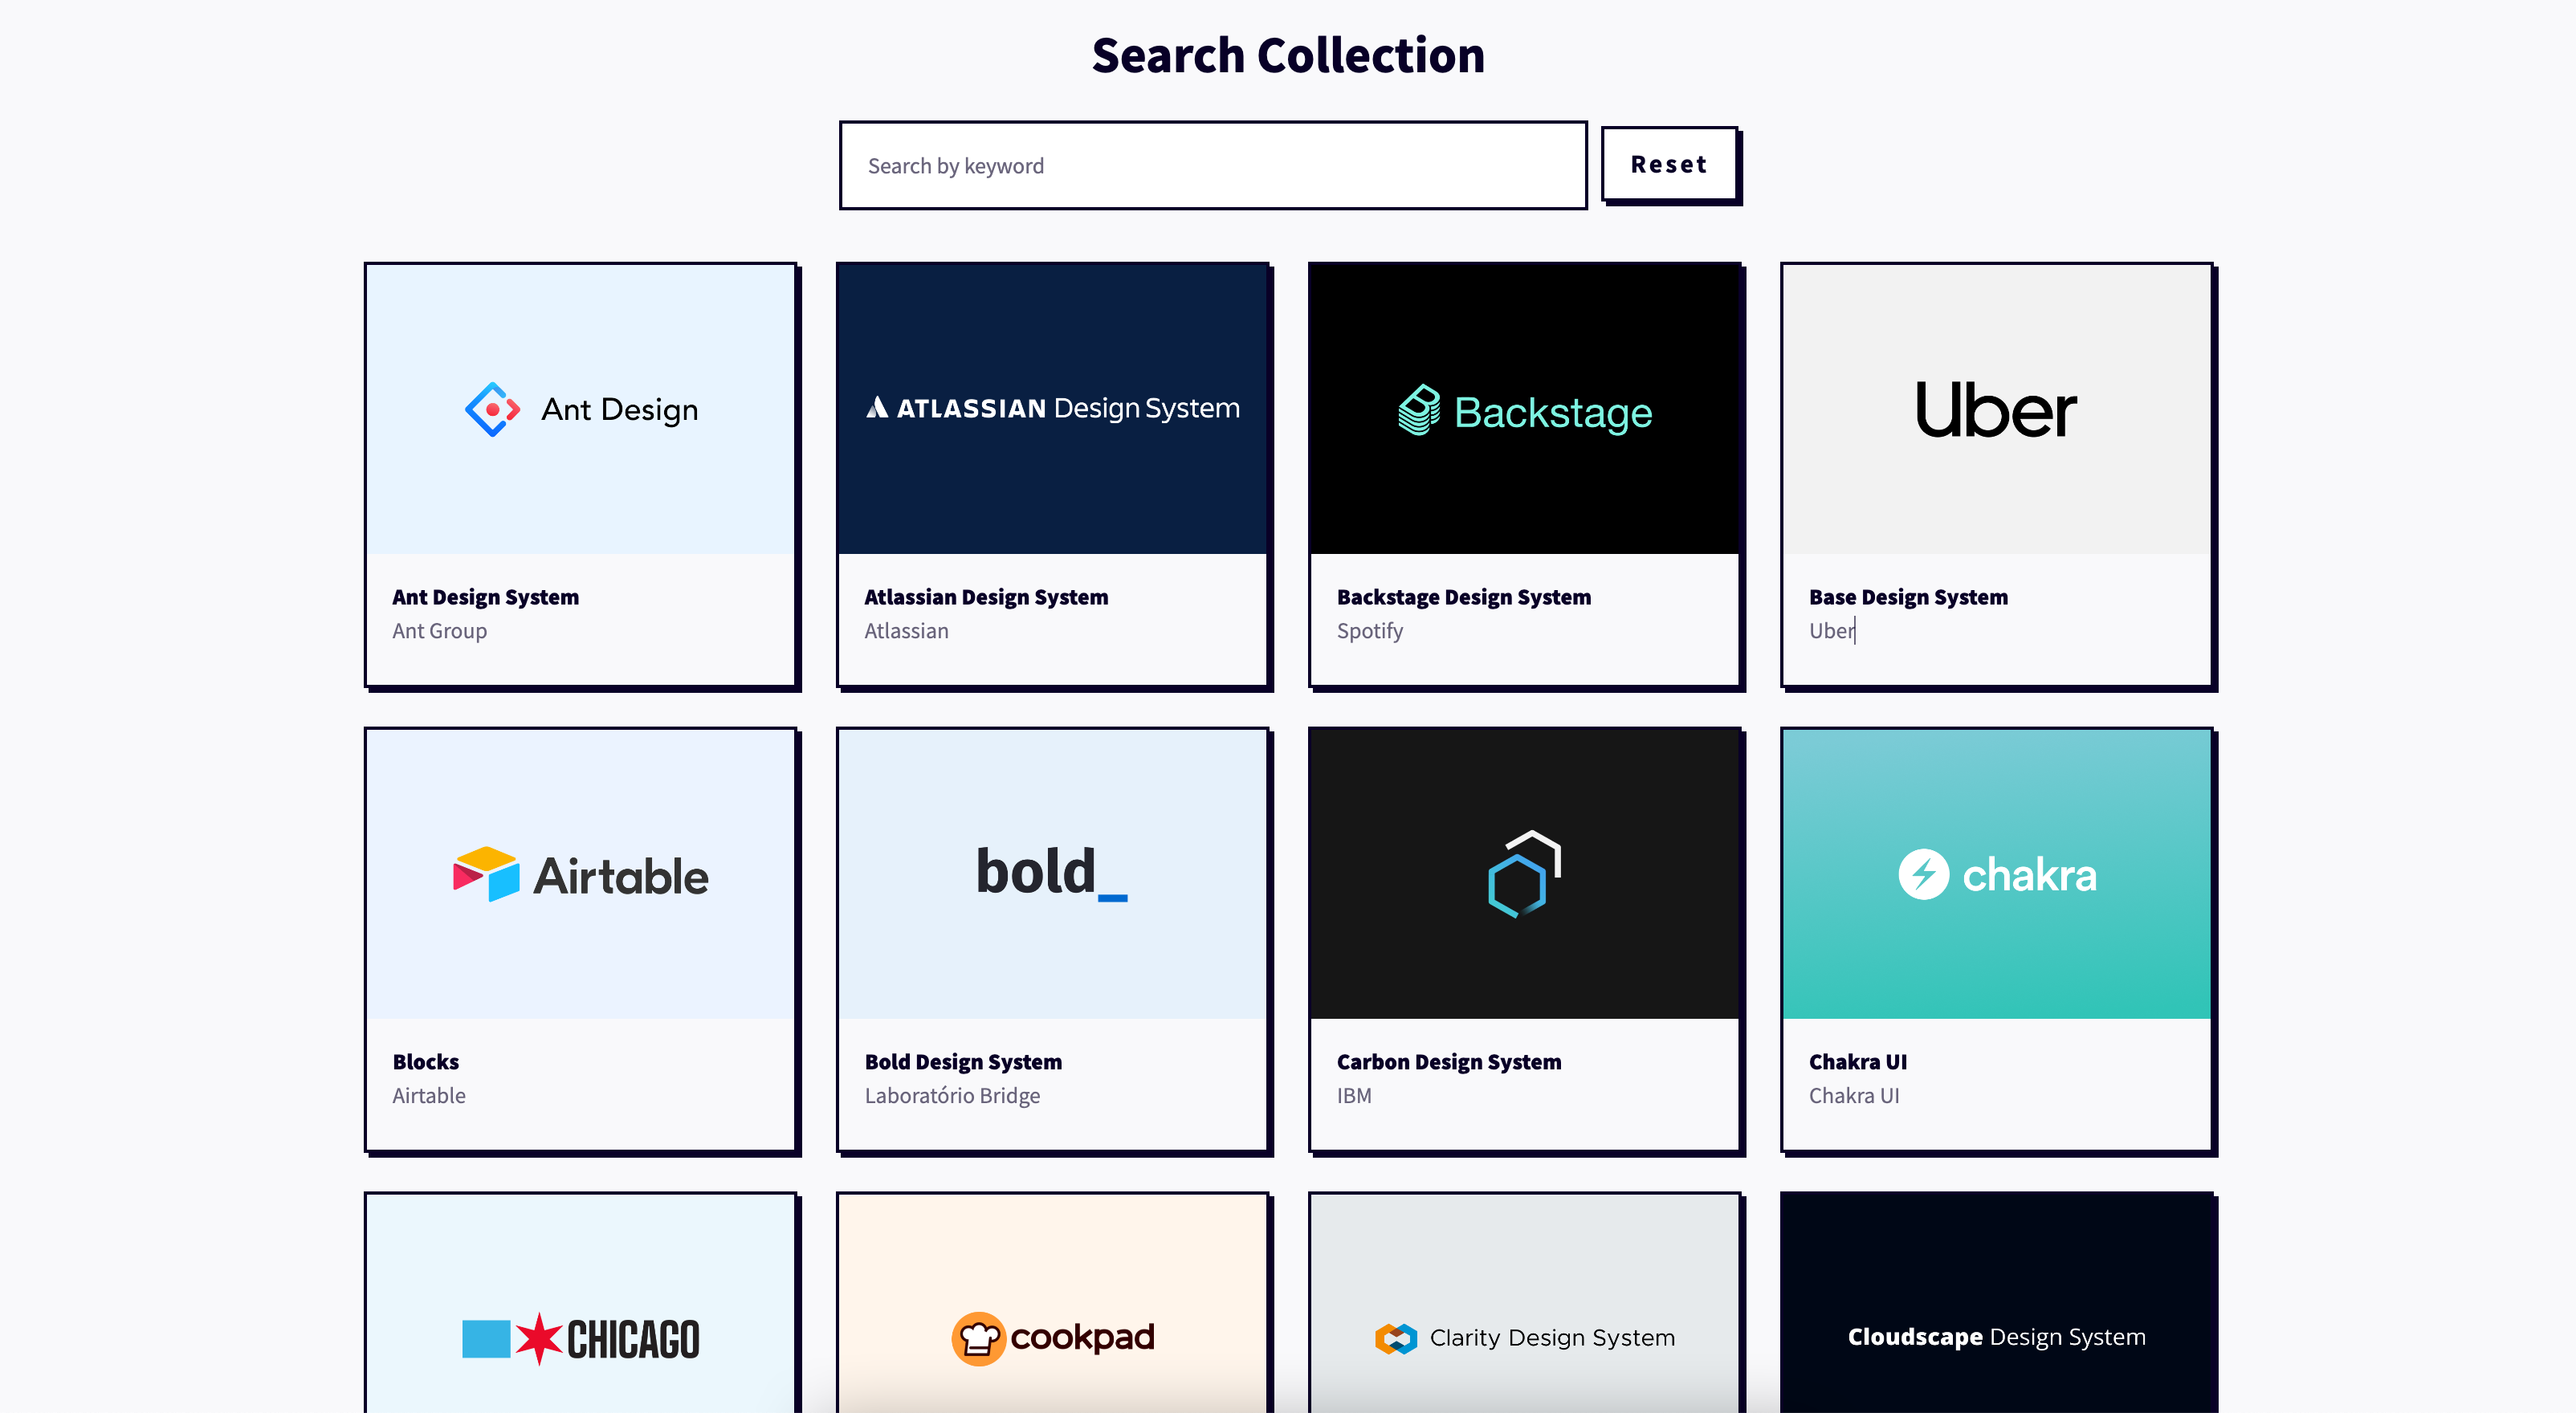 Search Collection
Search by keyword
Reset
Ant Design
ATLASSIAN Design System
Backstage
Uber
Ant Design System
Ant Group
Atlassian Design System
Atlassian
Backstage Design System
Spotify
Base Design System
Uber
Airtable
bold_
chakra
Blocks
Airtable
Bold Design System
Laboratório Bridge
Carbon Design System
IBM
Chakra UI
Chakra UI
CHICAGO
cookpad
Clarity Design System
Cloudscape Design System